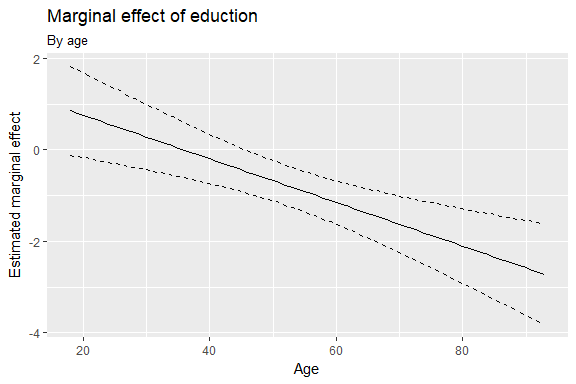 Marginal effect of eduction
By age
Estimated marginal effect
2
0
-2
-4
20 40 60 80
Age